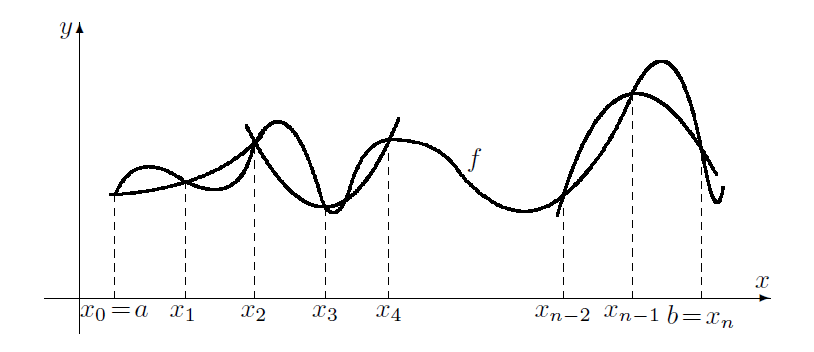 y
f
x
x₀ = a x₁ x₂ x₃ x₄ xₙ₋₂ xₙ₋₁ b = xₙ